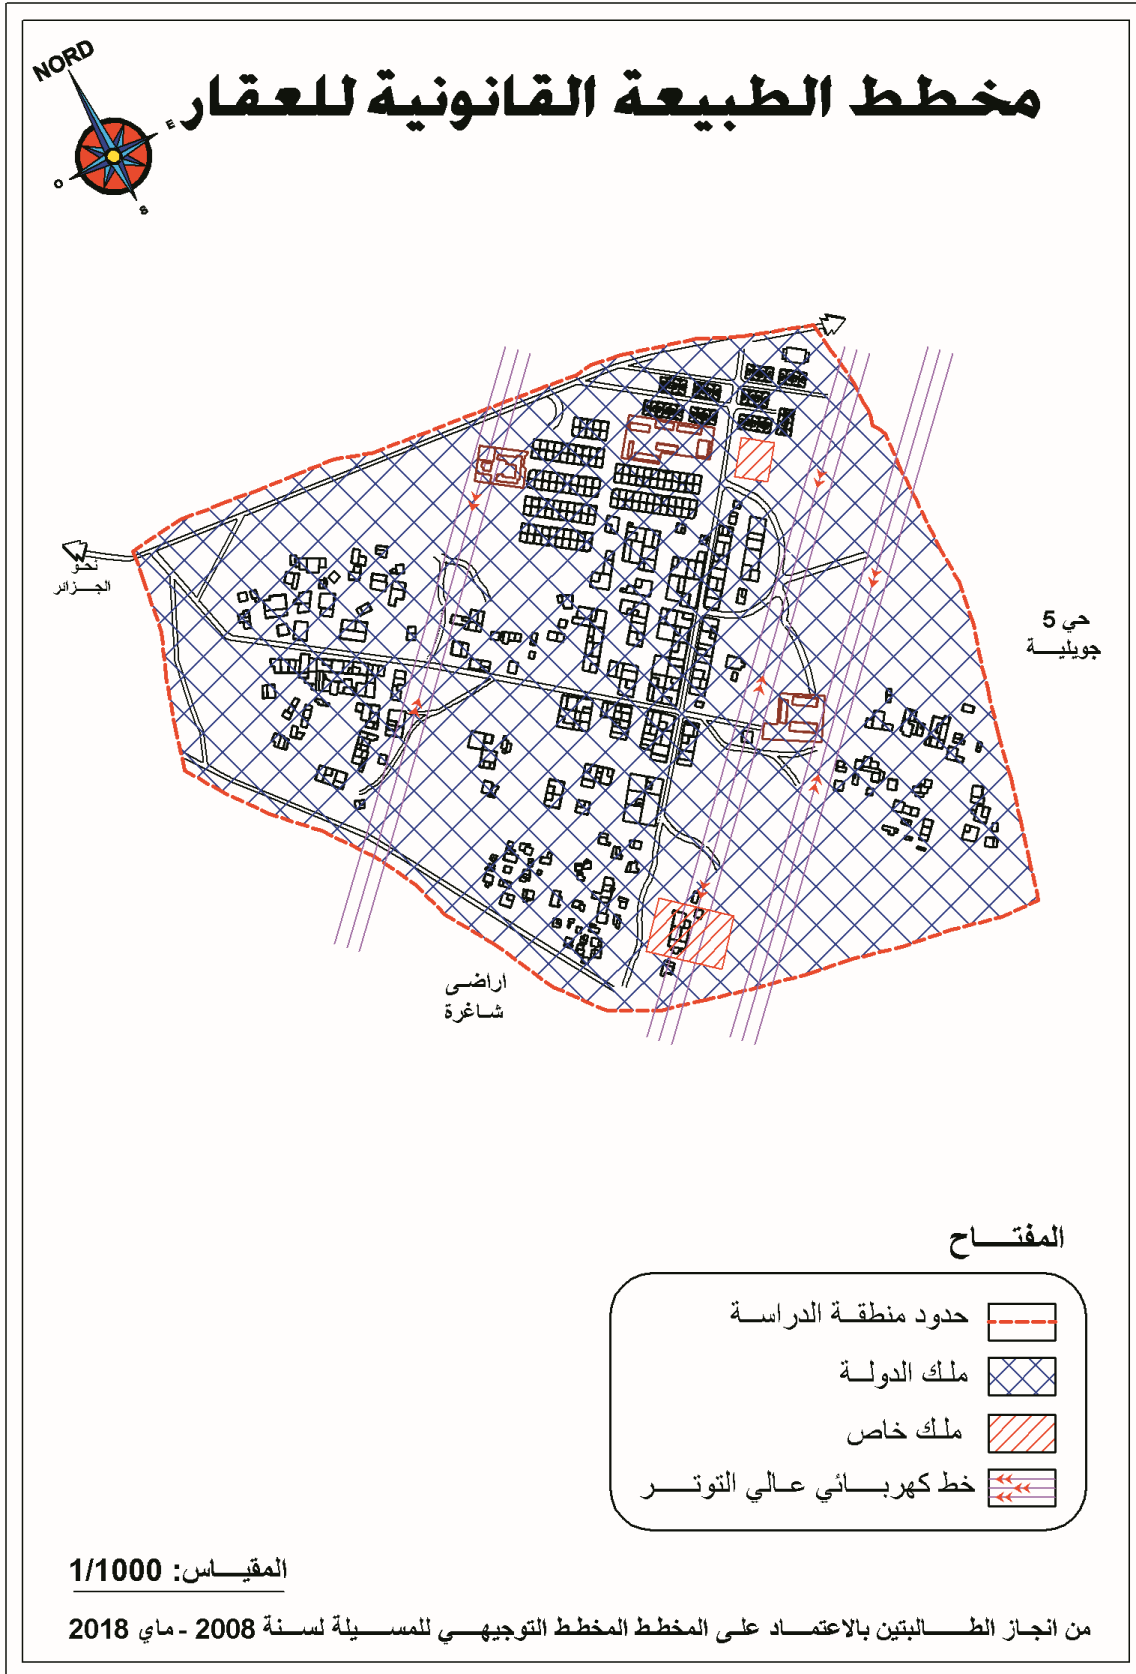 NORD
E
O
S
مخطط الطبيعة القانونية للعقار
نحو
الجزائر
حي 5
جويلية
اراضى
شاغرة
المفتاح
حدود منطقة الدراسة
ملك الدولة
ملك خاص
خط كهربائي عالي التوتر
المقياس: 1/1000
من انجاز الطالبتين بالاعتماد على المخطط المخطط التوجيهي للمسيلة لسنة 2008 - ماي 2018